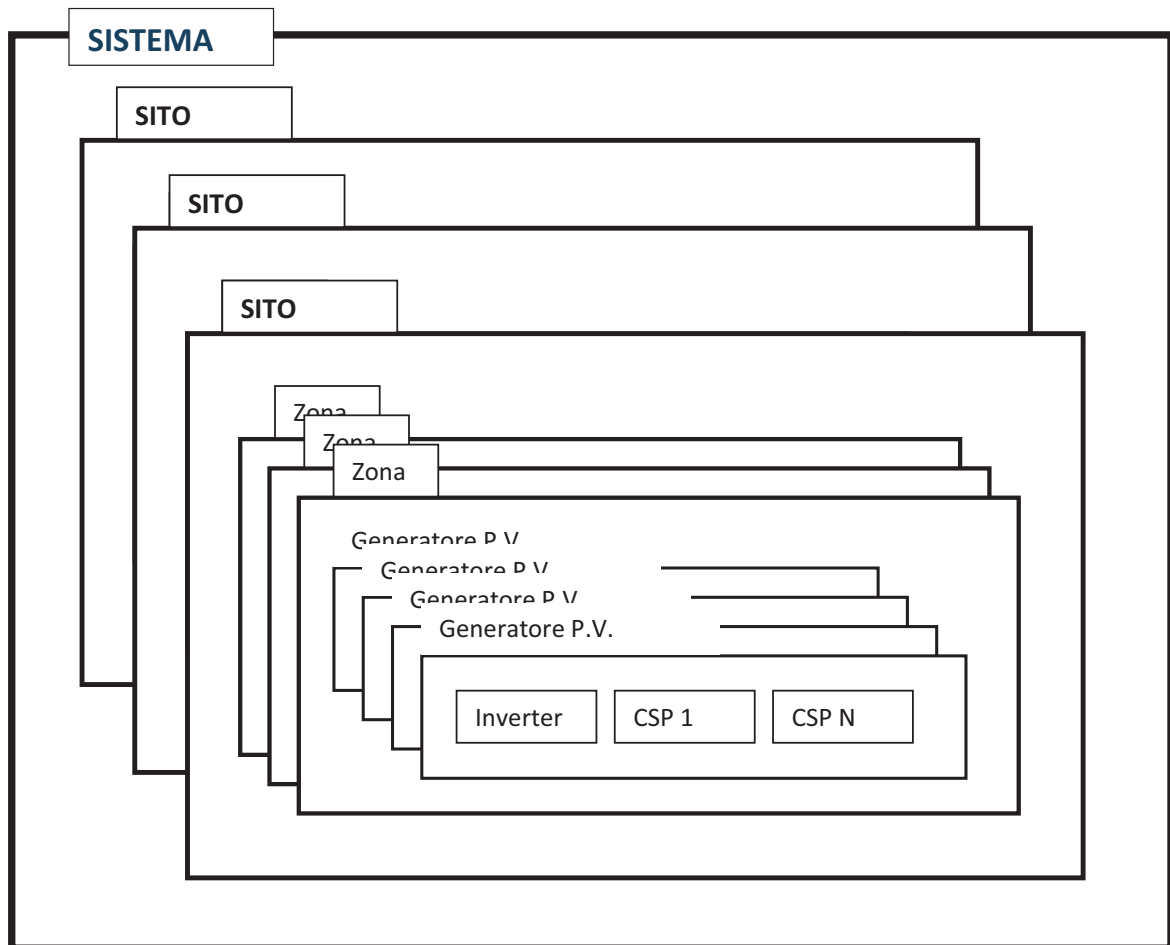 SISTEMA
SITO
SITO
SITO
Zona
Zona
Zona
Generatore P.V.
Generatore P.V.
Generatore P.V.
Generatore P.V.
Inverter
CSP 1
CSP N